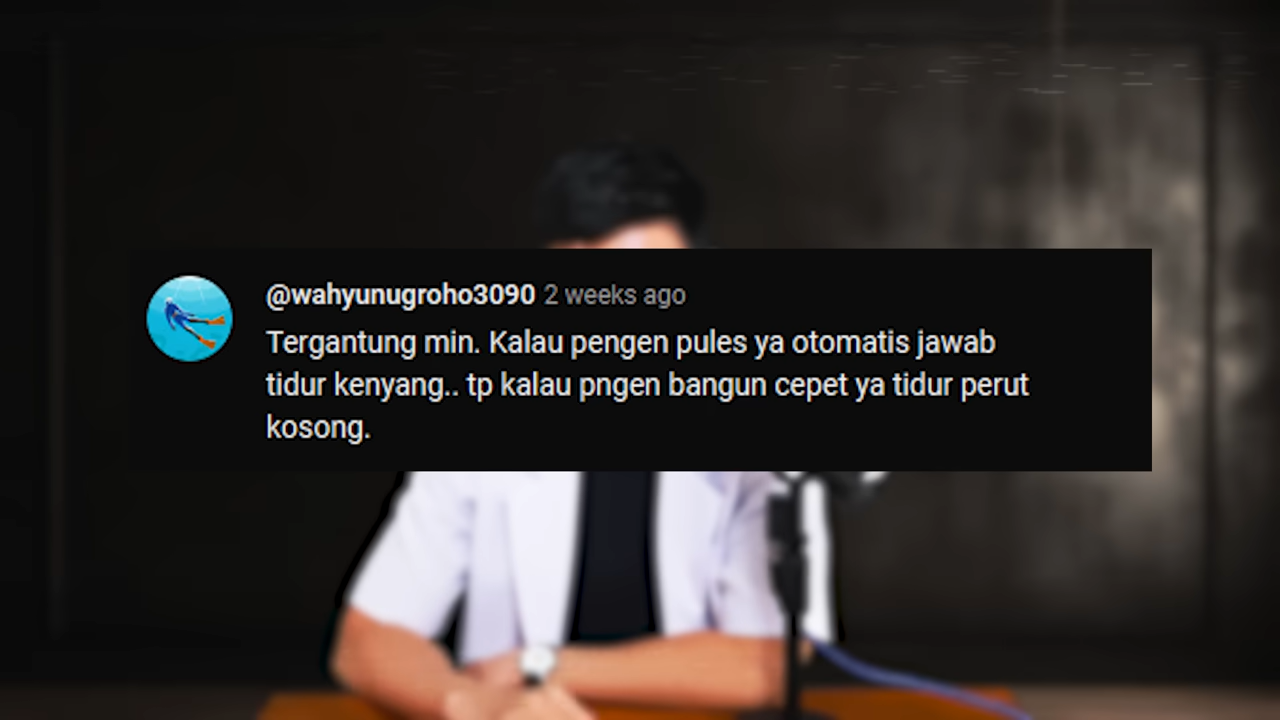 @wahyunugroho3090 2 weeks ago
Tergantung min. Kalau pengen pules ya otomatis jawab
tidur kenyang.. tp kalau pngen bangun cepet ya tidur perut
kosong.